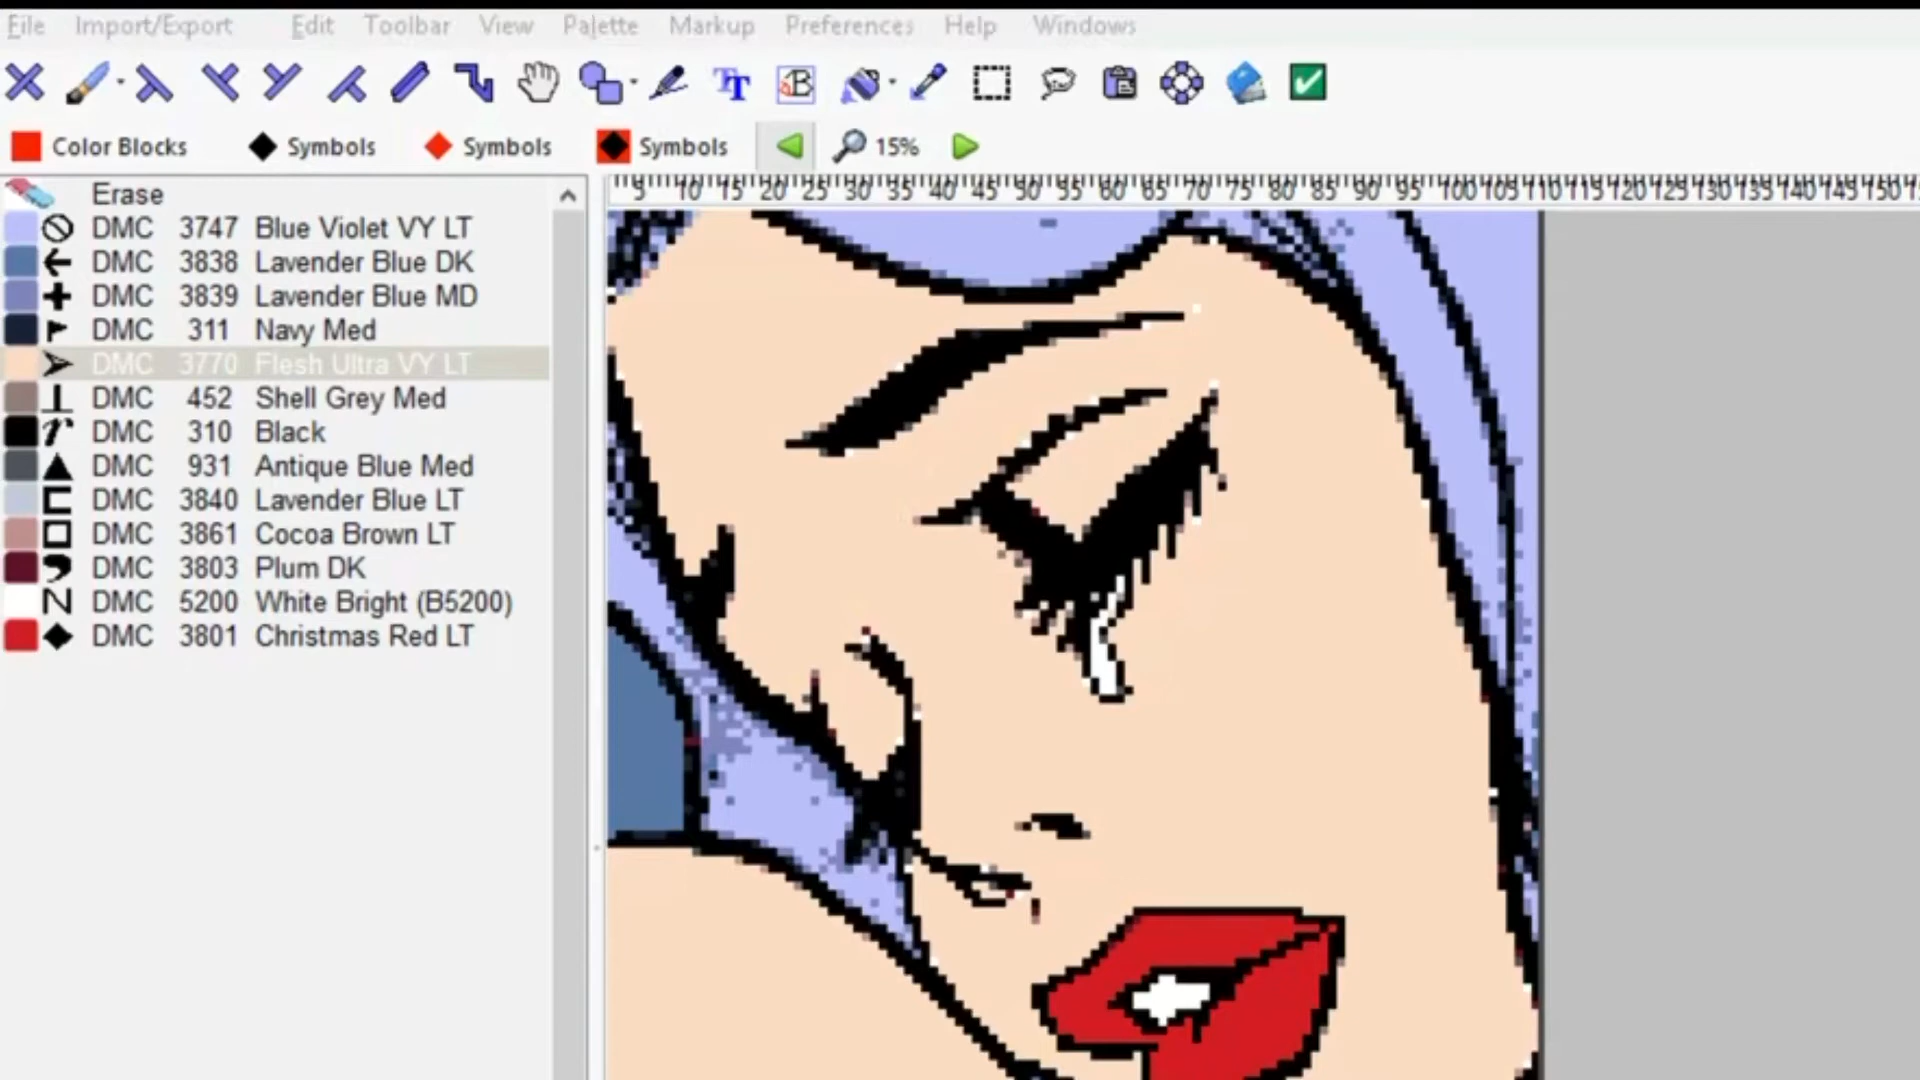 File Import/Export Edit Toolbar View Palette Markup Preferences Help Windows
TT B
Color Blocks Symbols Symbols Symbols 15%
5 10 15 20 25 30 35 40 45 50 55 60 65 70 75 80 85 90 95 100 105 110 115 120 125 130 135 140 145 150
Erase
DMC 3747 Blue Violet VY LT
DMC 3838 Lavender Blue DK
DMC 3839 Lavender Blue MD
DMC 311 Navy Med
DMC 3770 Flesh Ultra VY LT
DMC 452 Shell Grey Med
DMC 310 Black
DMC 931 Antique Blue Med
DMC 3840 Lavender Blue LT
DMC 3861 Cocoa Brown LT
DMC 3803 Plum DK
N DMC 5200 White Bright (B5200)
DMC 3801 Christmas Red LT